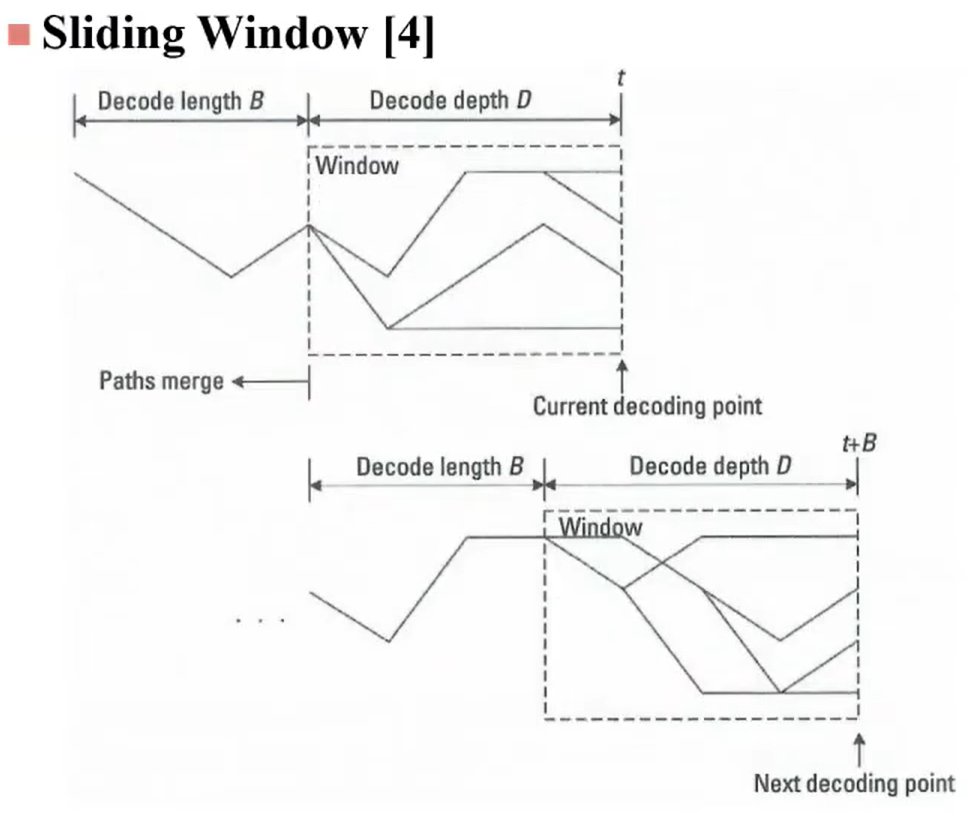 Sliding Window [4]
t
Decode length B
Decode depth D
Window
Paths merge
Current decoding point
t+B
Decode length B
Decode depth D
Window
. . .
Next decoding point